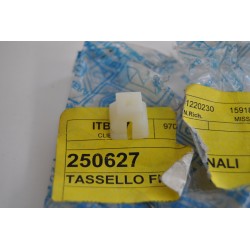 1220230 1591
N.Rich. MISS
ITB 970
CLIE
250627
TASSELLO F NALI